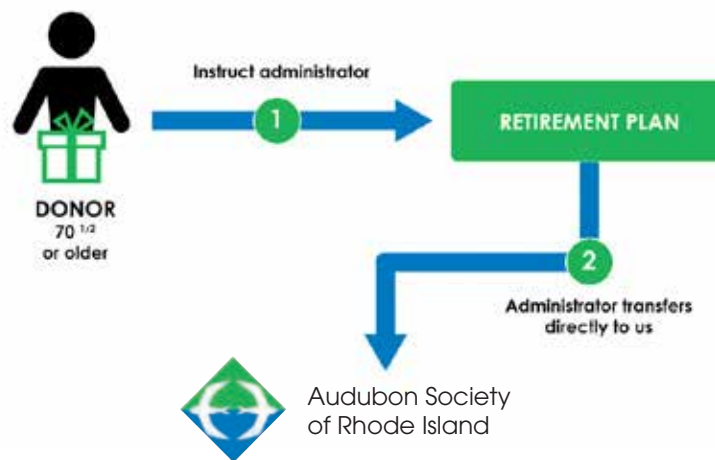 Instruct administrator
1
RETIREMENT PLAN
DONOR
70 1/2
or older
2
Administrator transfers
directly to us
Audubon Society
of Rhode Island